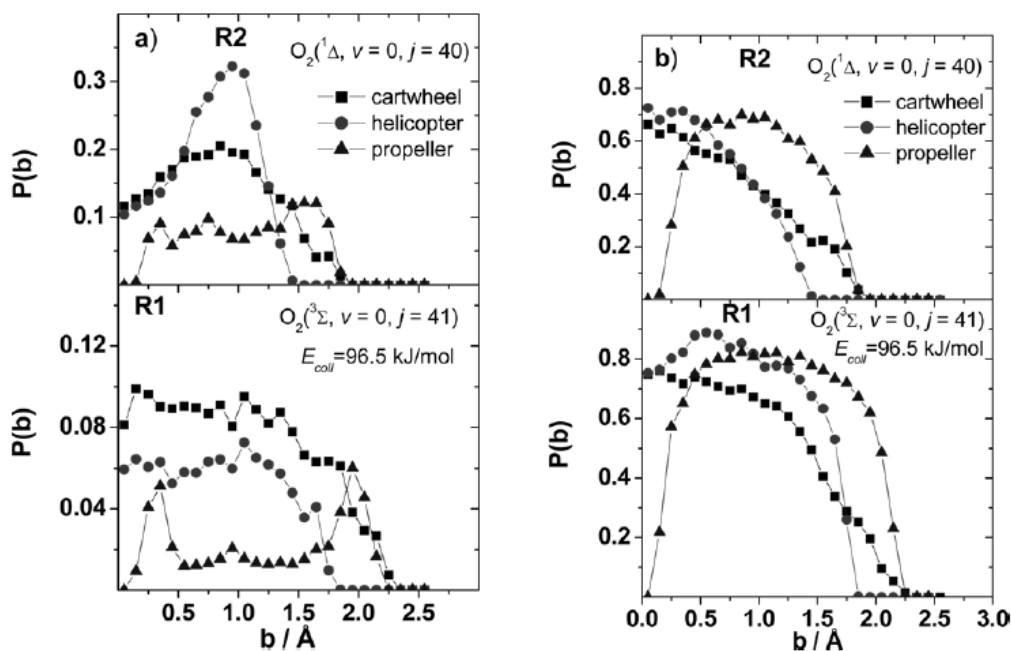 a)
R2
O₂(¹Δ, v = 0, j = 40)
cartwheel
helicopter
propeller
P(b)
0.3
0.2
0.1
R1
O₂(³Σ, v = 0, j = 41)
E_coll=96.5 kJ/mol
P(b)
0.12
0.08
0.04
0.5 1.0 1.5 2.0 2.5
b / Å
b)
R2
O₂(¹Δ, v = 0, j = 40)
cartwheel
helicopter
propeller
P(b)
0.8
0.6
0.4
0.2
R1
O₂(³Σ, v = 0, j = 41)
E_coll=96.5 kJ/mol
P(b)
0.8
0.6
0.4
0.2
0.0 0.5 1.0 1.5 2.0 2.5 3.0
b / Å